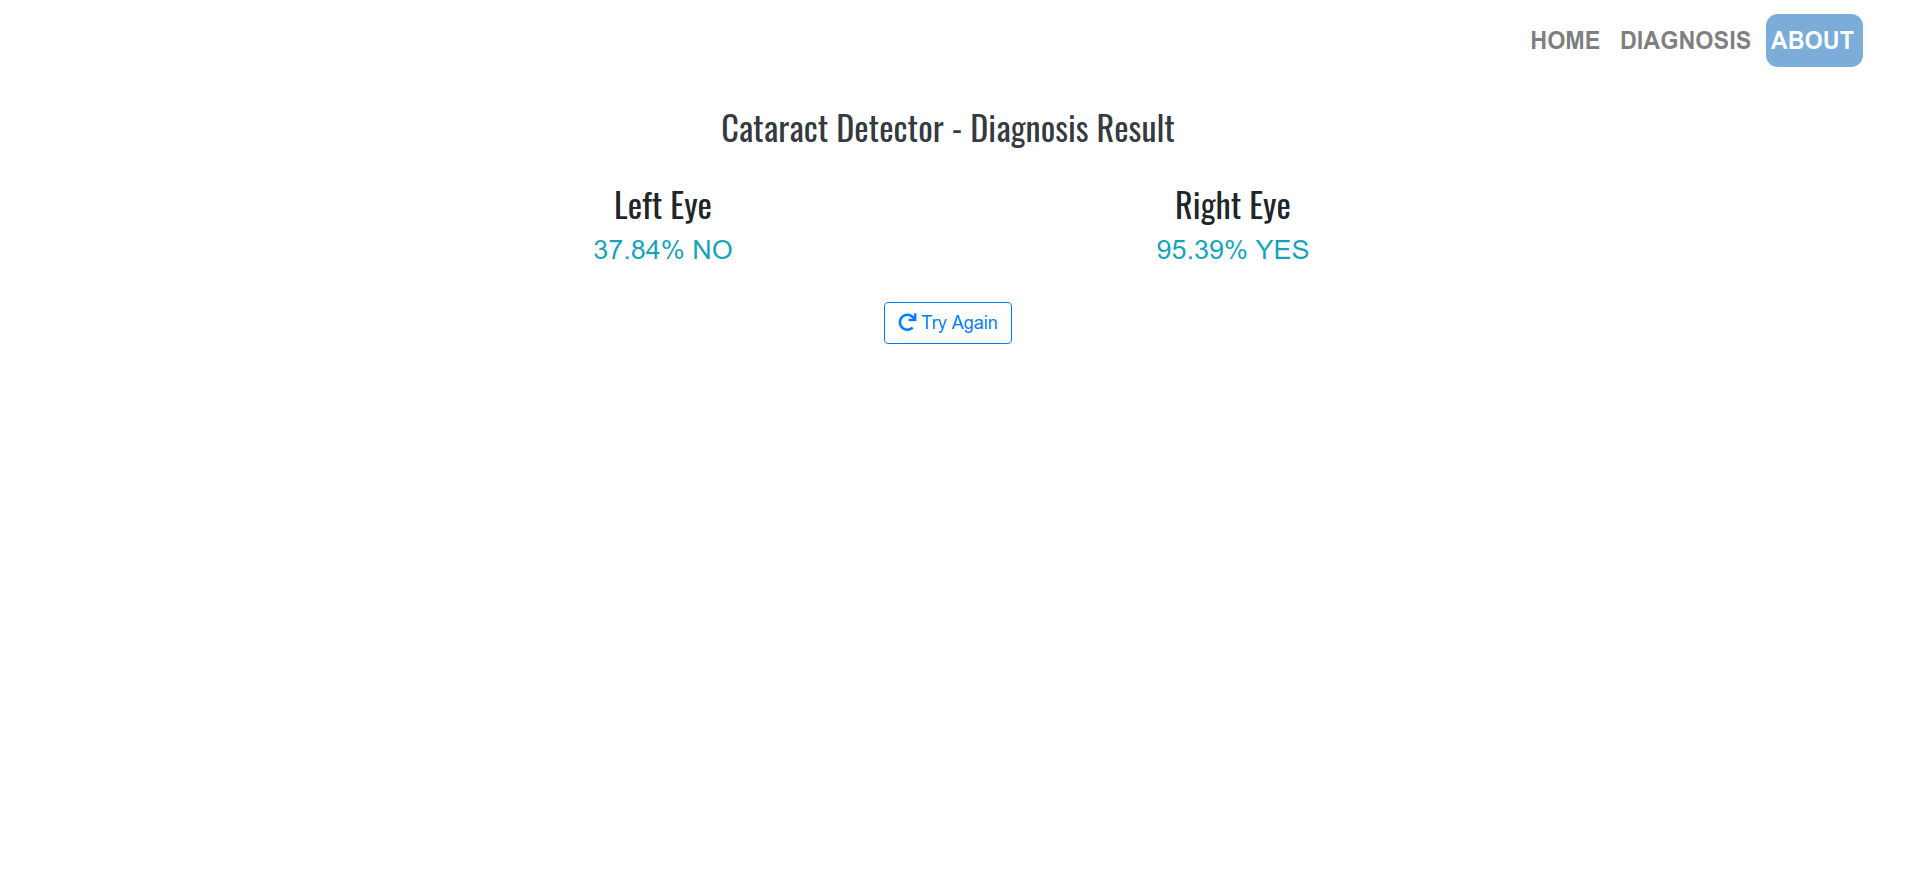 HOME DIAGNOSIS ABOUT
Cataract Detector - Diagnosis Result
Left Eye
37.84% NO
Right Eye
95.39% YES
Try Again